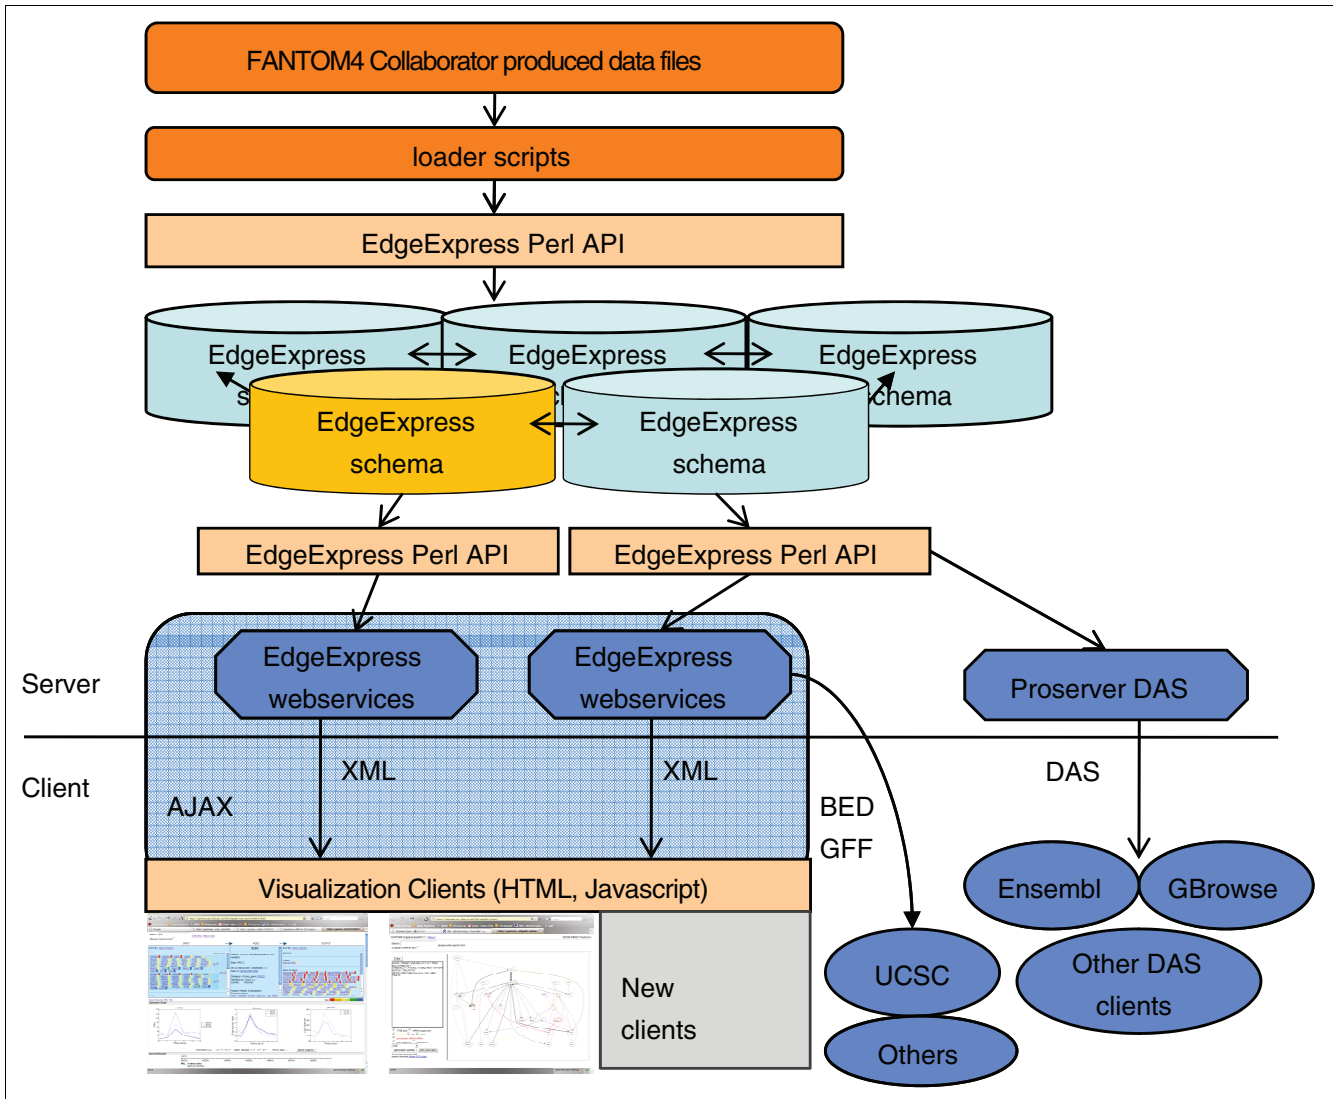 FANTOM4 Collaborator produced data files
loader scripts
EdgeExpress Perl API
EdgeExpress
EdgeExpress
EdgeExpress
schema
EdgeExpress
schema
EdgeExpress
schema
EdgeExpress Perl API
EdgeExpress Perl API
EdgeExpress
webservices
EdgeExpress
webservices
Proserver DAS
Server
Client
XML
XML
DAS
AJAX
BED
GFF
Visualization Clients (HTML, Javascript)
Ensembl
GBrowse
UCSC
Others
Other DAS
clients
New
clients